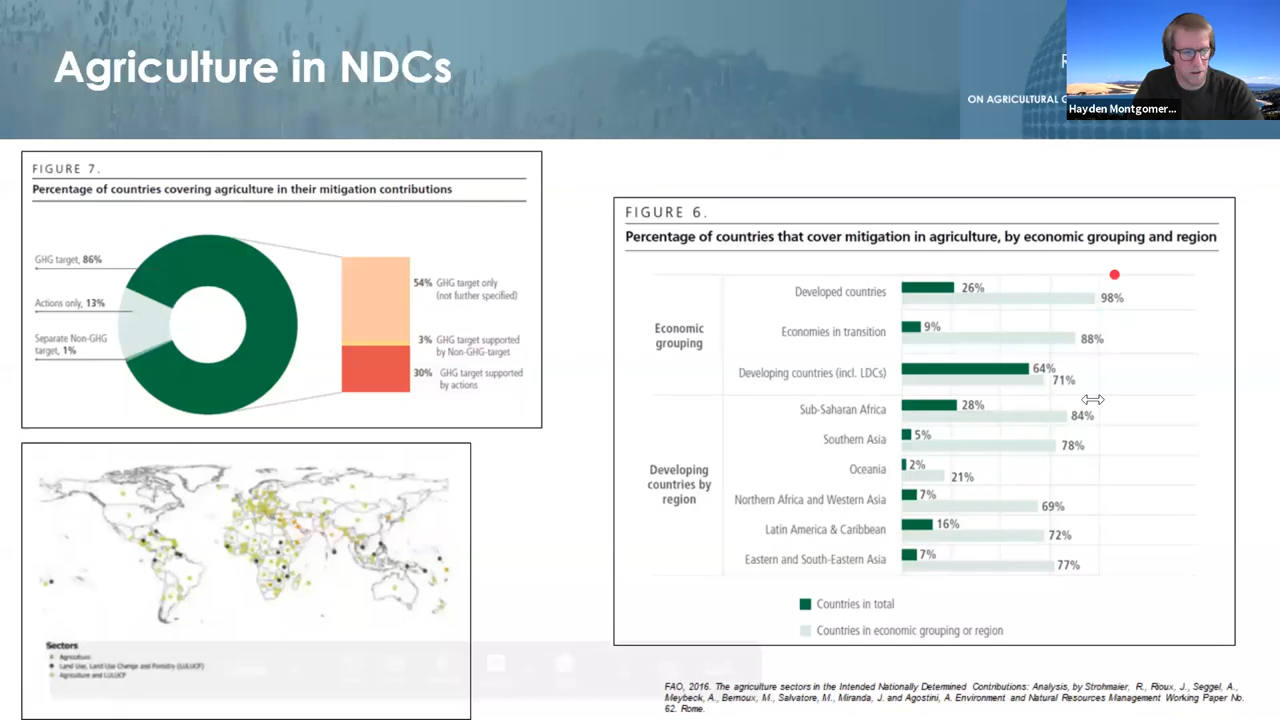 Agriculture in NDCs
R
ON AGRICULTURAL G
Hayden Montgomer...
FIGURE 7.
Percentage of countries covering agriculture in their mitigation contributions
GHG target, 86%
Actions only, 13%
Separate Non-GHG
target, 1%
54% GHG target only
(not further specified)
3% GHG target supported
by Non-GHG-target
30% GHG target supported
by actions
Sectors
Agriculture
Land Use, Land Use Change and Forestry (LULUCF)
Agriculture and LULUCF
FIGURE 6.
Percentage of countries that cover mitigation in agriculture, by economic grouping and region
Economic
grouping
Developed countries 26%
98%
Economies in transition 9%
88%
Developing countries (incl. LDCs) 64%
71%
Developing
countries by
region
Sub-Saharan Africa 28%
84%
Southern Asia 5%
78%
Oceania 2%
21%
Northern Africa and Western Asia 7%
69%
Latin America & Caribbean 16%
72%
Eastern and South-Eastern Asia 7%
77%
Countries in total
Countries in economic grouping or region
FAO, 2016. The agriculture sectors in the Intended Nationally Determined Contributions: Analysis, by Strohmaier, R., Rioux, J., Seggel, A.,
Meybeck, A., Bernoux, M., Salvatore, M., Miranda, J. and Agostini, A. Environment and Natural Resources Management Working Paper No.
62. Rome.